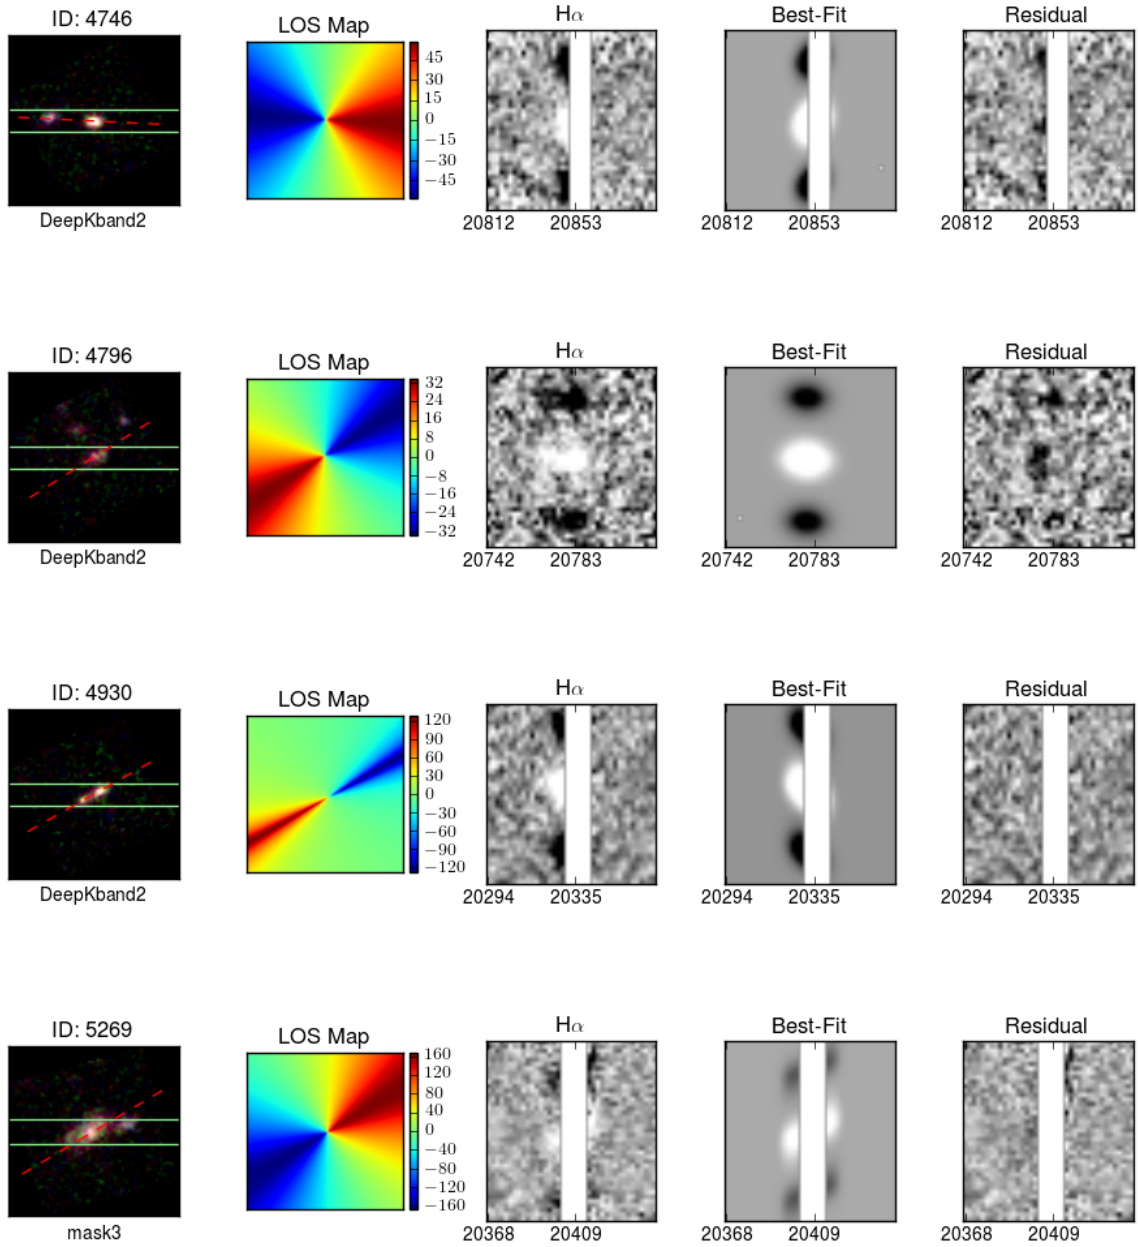 ID: 4746
LOS Map
Hα
Best-Fit
Residual
45
30
15
0
−15
−30
−45
DeepKband2
20812 20853
20812 20853
20812 20853
ID: 4796
LOS Map
Hα
Best-Fit
Residual
32
24
16
8
0
−8
−16
−24
−32
DeepKband2
20742 20783
20742 20783
20742 20783
ID: 4930
LOS Map
Hα
Best-Fit
Residual
120
90
60
30
0
−30
−60
−90
−120
DeepKband2
20294 20335
20294 20335
20294 20335
ID: 5269
LOS Map
Hα
Best-Fit
Residual
160
120
80
40
0
−40
−80
−120
−160
mask3
20368 20409
20368 20409
20368 20409